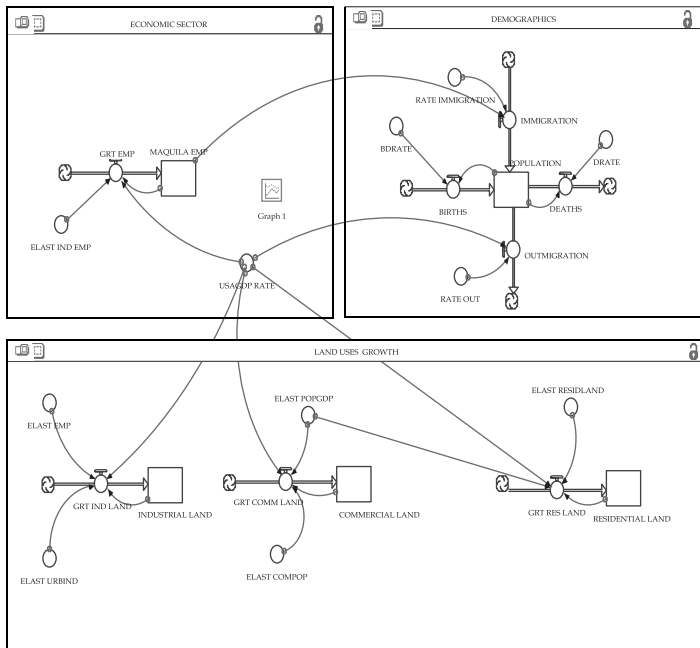 ECONOMIC SECTOR
GRT EMP
MAQUILA EMP
ELAST IND EMP
Graph 1
USAGDP RATE
DEMOGRAPHICS
RATE IMMIGRATION
IMMIGRATION
BDRATE
POPULATION
DRATE
BIRTHS
DEATHS
OUTMIGRATION
RATE OUT
LAND USES GROWTH
ELAST EMP
ELAST POPGDP
ELAST RESIDLAND
GRT IND LAND
INDUSTRIAL LAND
GRT COMM LAND
COMMERCIAL LAND
GRT RES LAND
RESIDENTIAL LAND
ELAST URBIND
ELAST COMPOP